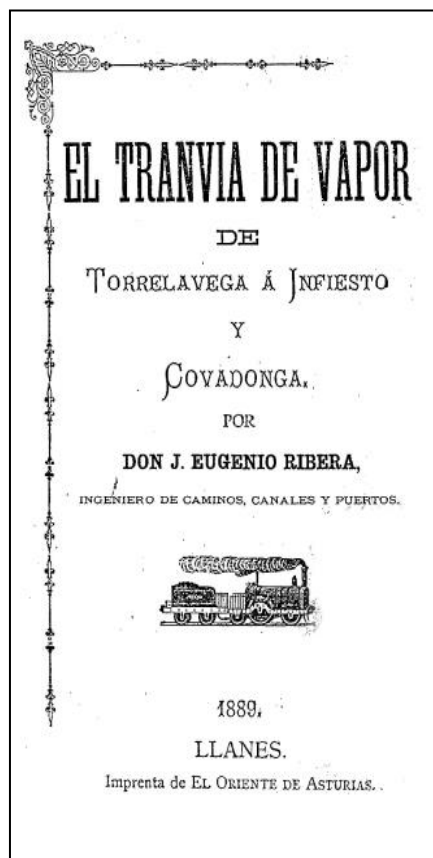 EL TRANVIA DE VAPOR
DE
TORRELAVEGA Á INFIESTO
Y
COVADONGA.
POR
DON J. EUGENIO RIBERA,
INGENIERO DE CAMINOS, CANALES Y PUERTOS.
1889.
LLANES.
Imprenta de EL ORIENTE DE ASTURIAS.